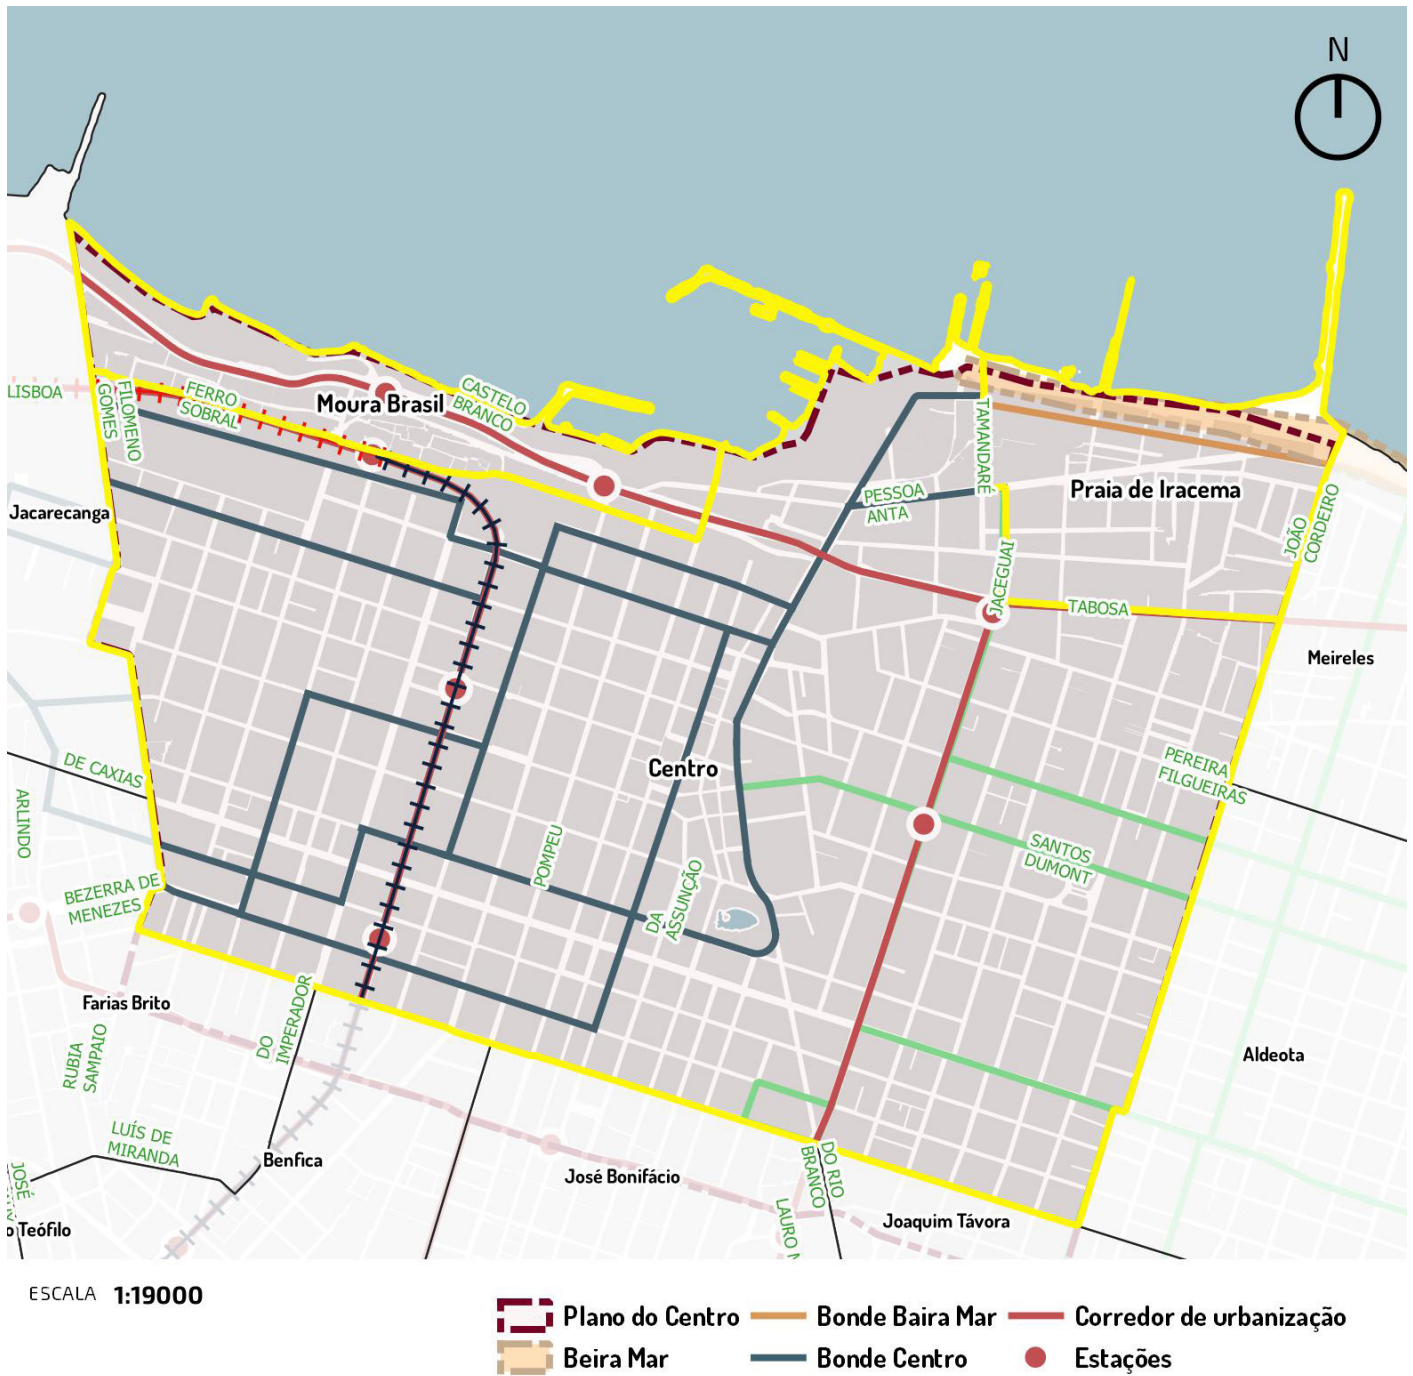 N
CASTELO
BRANCO
LISBOA
FILOMENO
GOMES
FERRO
SOBRAL
Moura Brasil
TAMANDARÉ
PESSOA
ANTA
Praia de Iracema
Jacarecanga
JOÃO
CORDEIRO
JACEGUAI
TABOSA
Meireles
DE CAXIAS
Centro
PEREIRA
FILGUEIRAS
ARLINDO
POMPEU
SANTOS
DUMONT
BEZERRA DE
MENEZES
DA
ASSUNÇÃO
Farias Brito
DO
IMPERADOR
RUBIA
SAMPAIO
Aldeota
LUÍS DE
MIRANDA
Benfica
JOSÉ
José Bonifácio
DO RIO
BRANCO
LAURO
Joaquim Távora
o Teófilo
ESCALA 1:19000
Plano do Centro
Bonde Baira Mar
Corredor de urbanização
Beira Mar
Bonde Centro
Estações